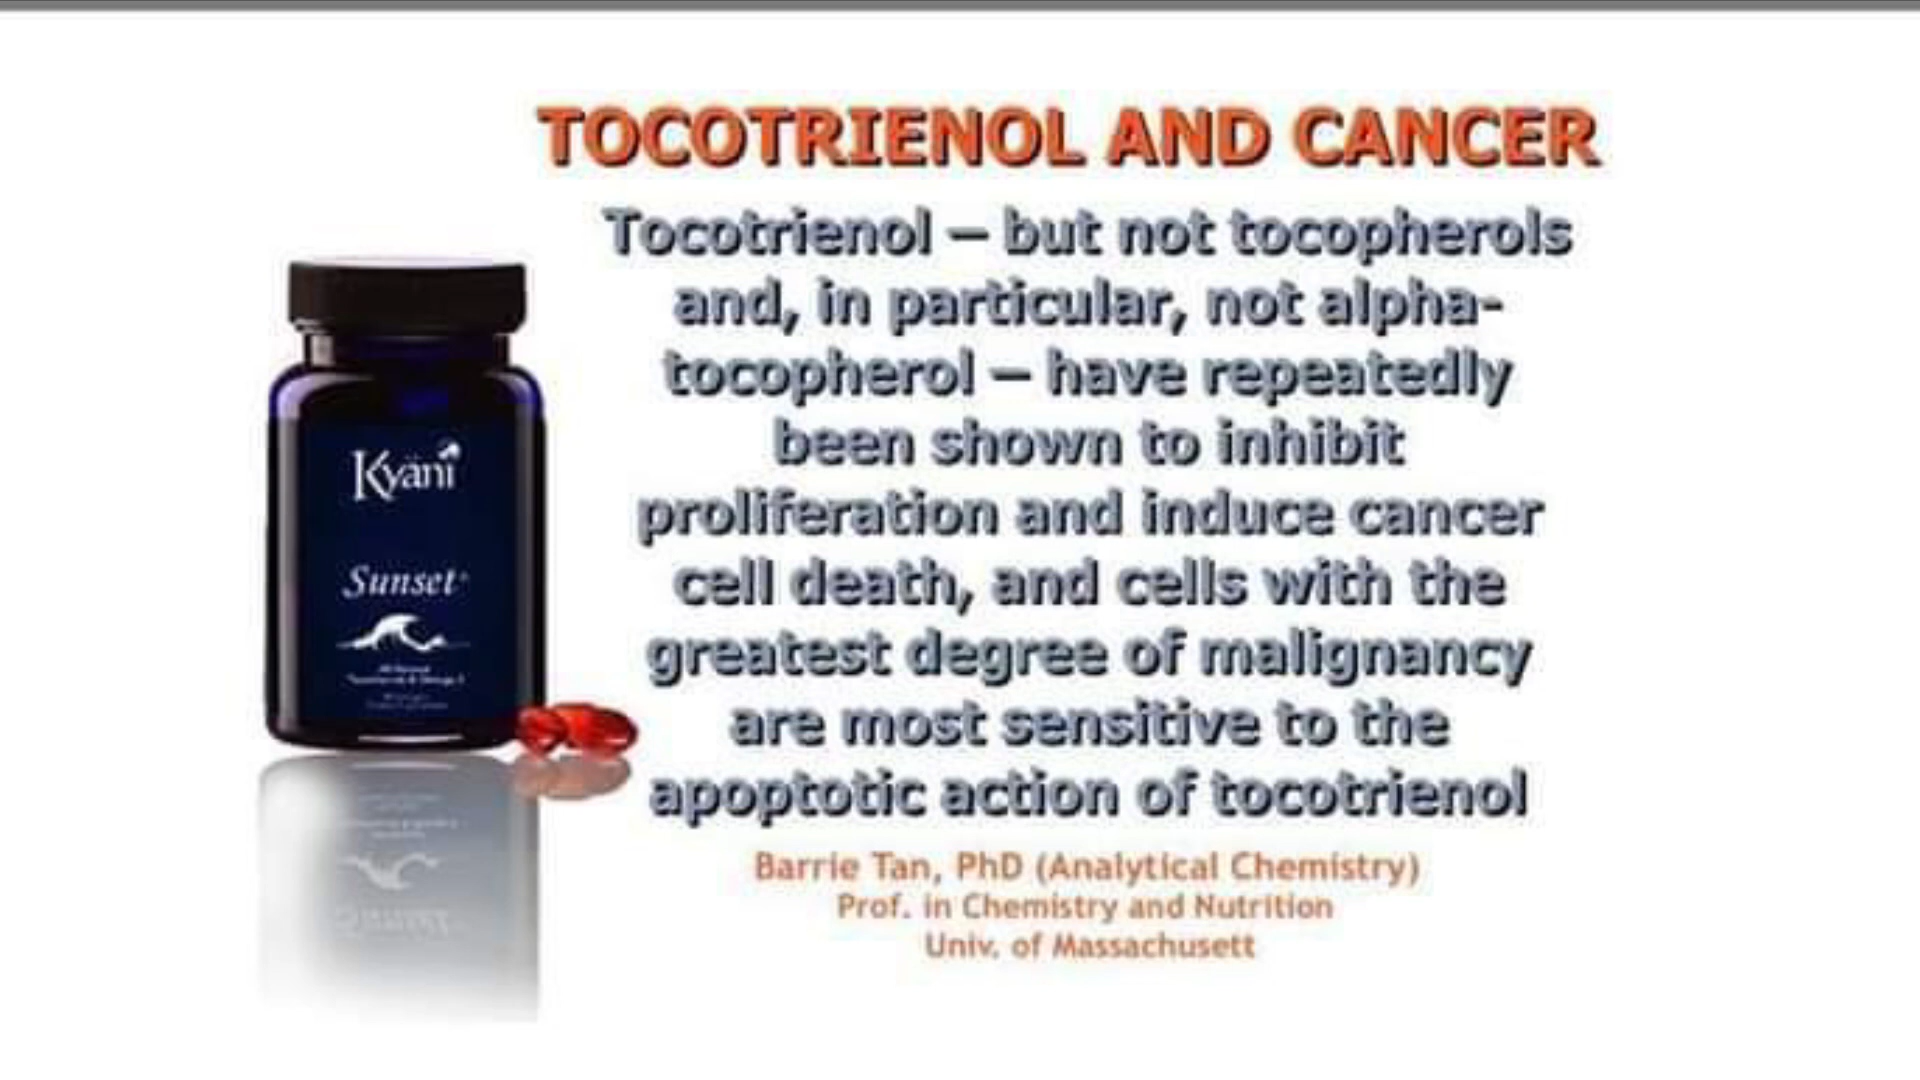 TOCOTRIENOL AND CANCER
Tocotrienol – but not tocopherols
and, in particular, not alpha-
tocopherol – have repeatedly
been shown to inhibit
proliferation and induce cancer
cell death, and cells with the
greatest degree of malignancy
are most sensitive to the
apoptotic action of tocotrienol
Barrie Tan, PhD (Analytical Chemistry)
Prof. in Chemistry and Nutrition
Univ. of Massachusett
Kyäni
Sunset